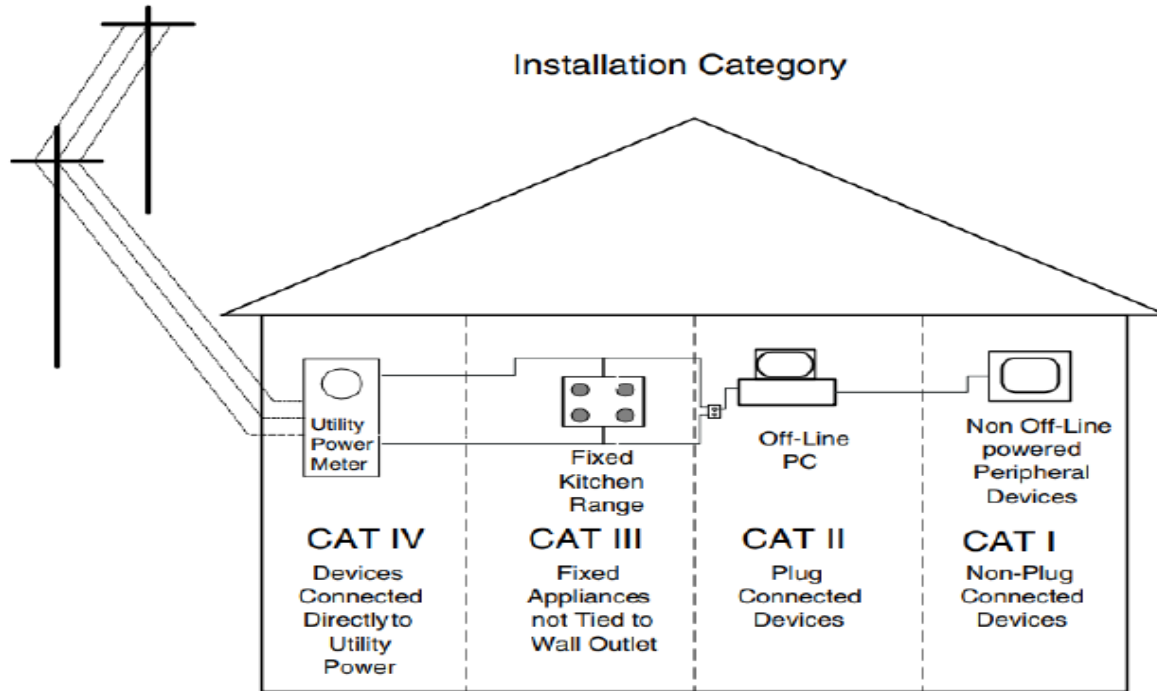 Installation Category
Utility
Power
Meter
Fixed
Kitchen
Range
Off-Line
PC
Non Off-Line
powered
Peripheral
Devices
CAT IV
Devices
Connected
Directly to
Utility
Power
CAT III
Fixed
Appliances
not Tied to
Wall Outlet
CAT II
Plug
Connected
Devices
CAT I
Non-Plug
Connected
Devices